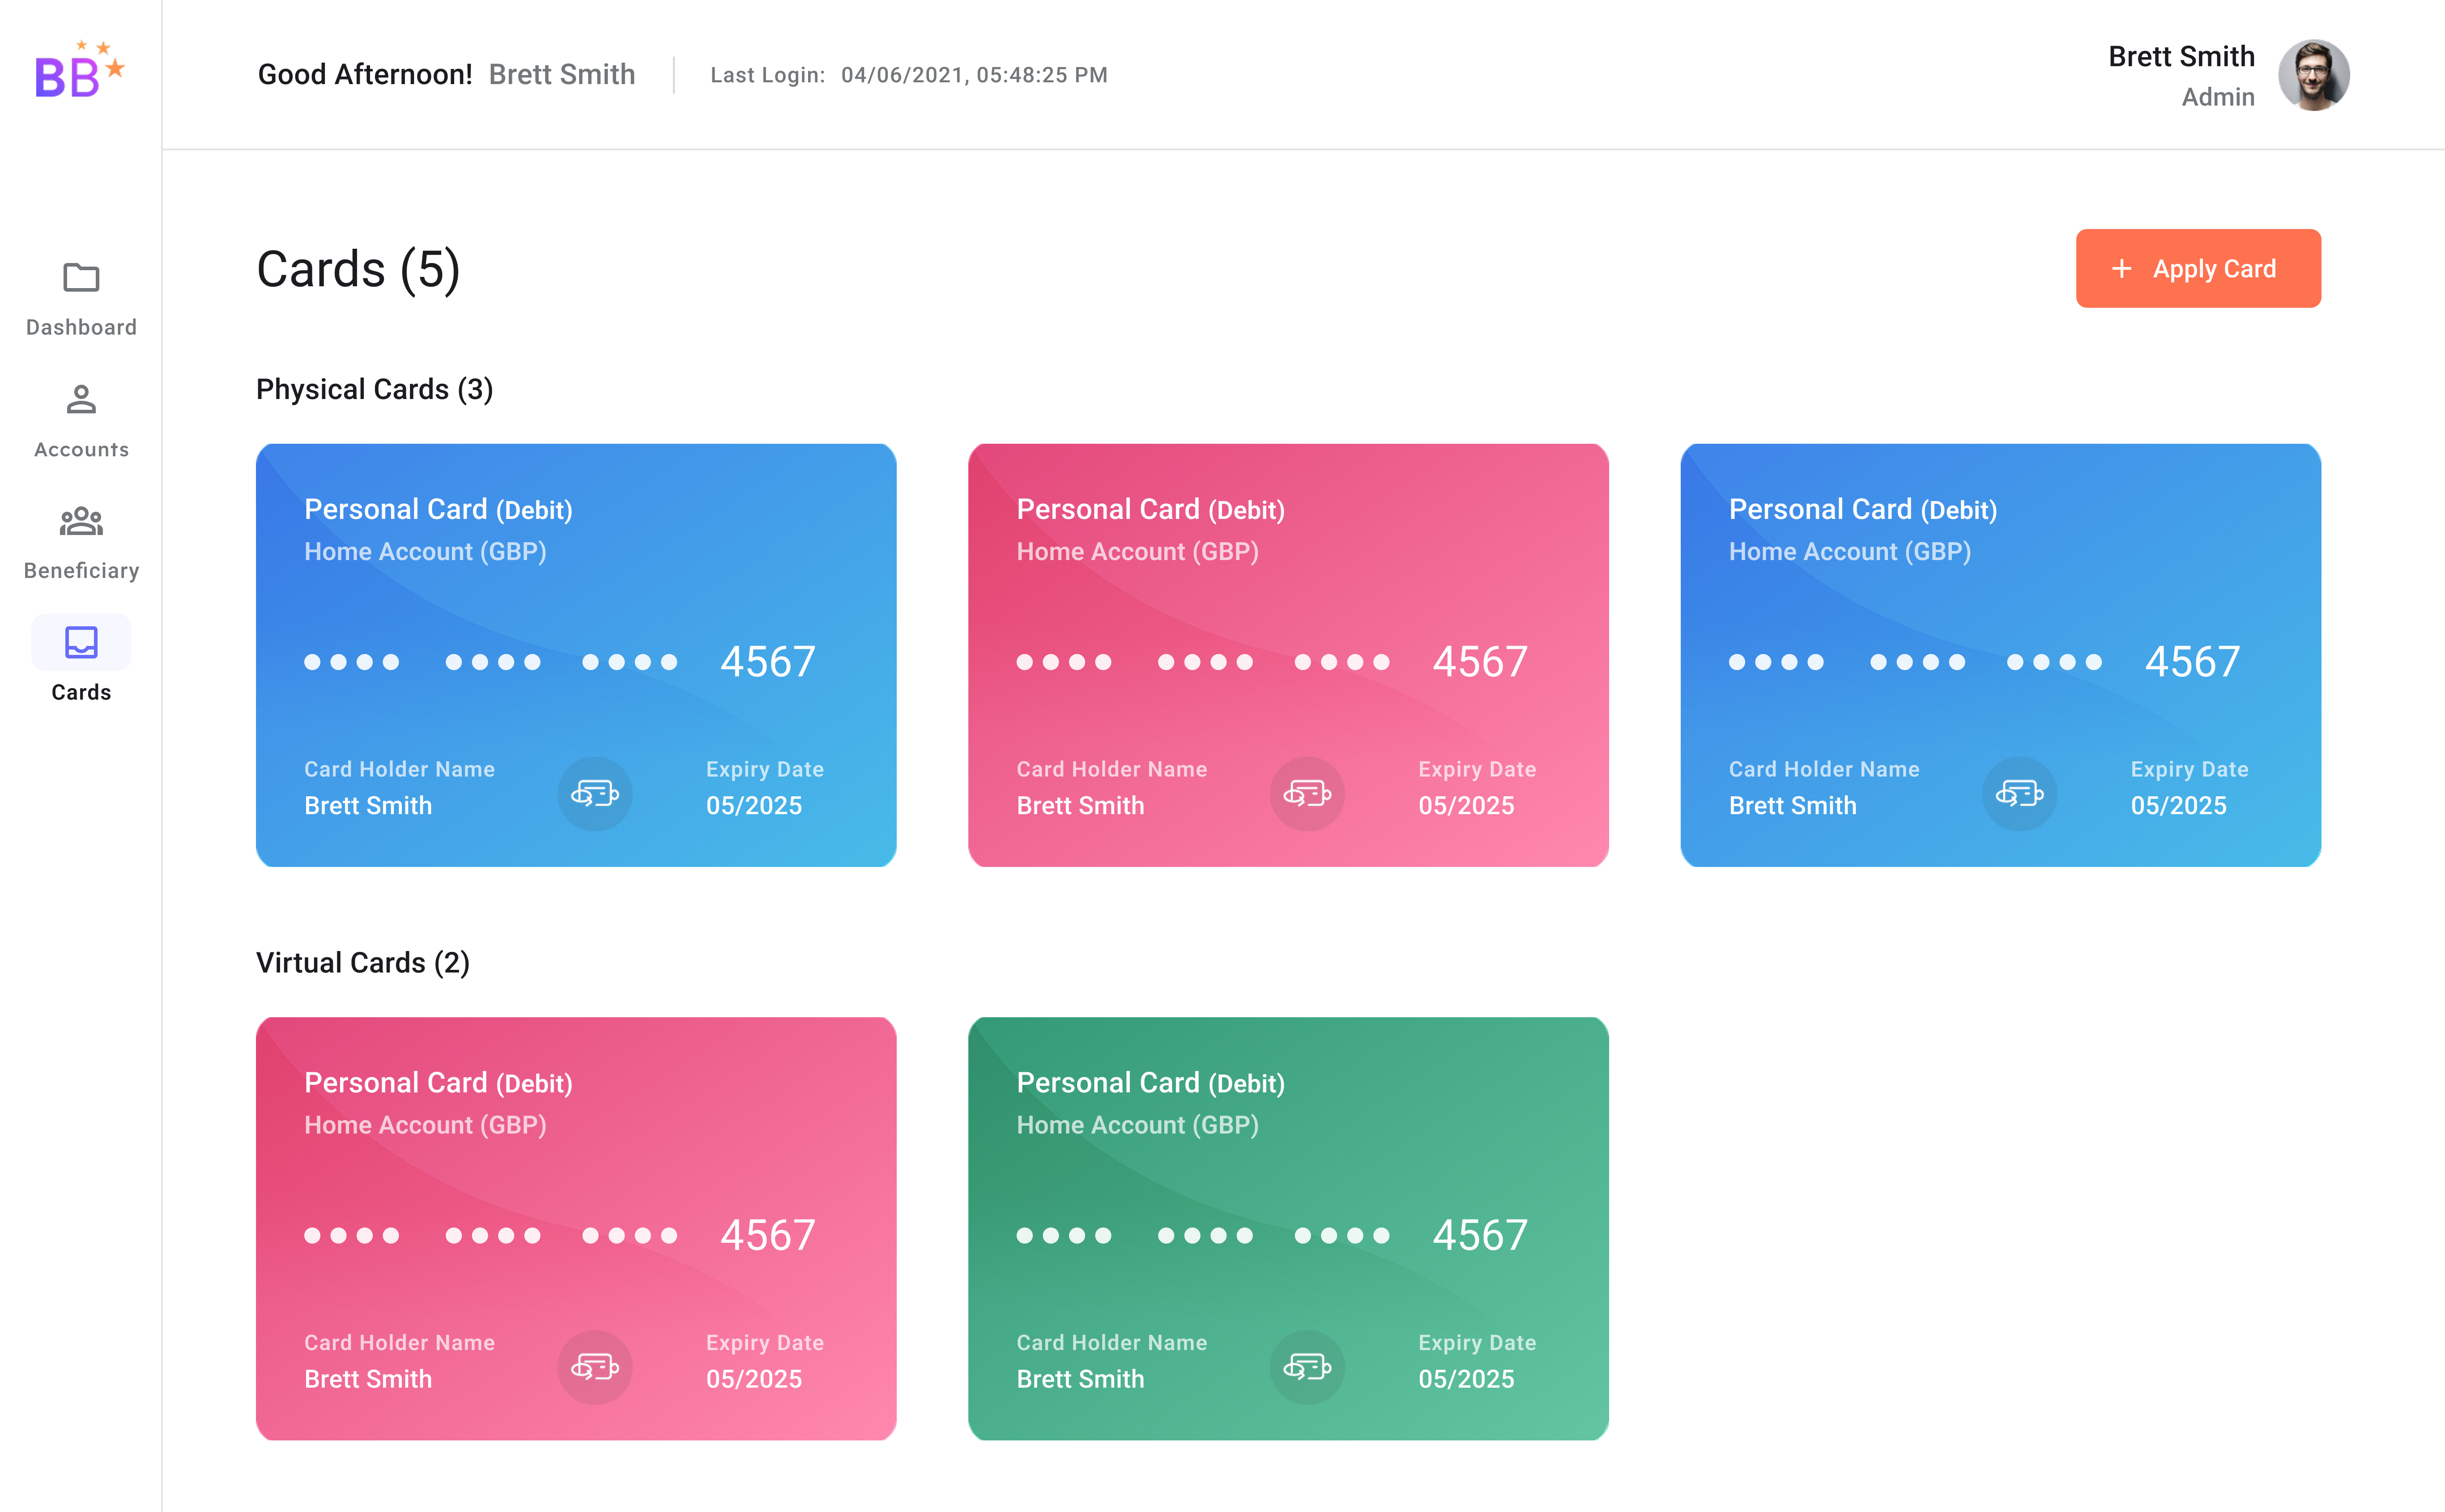 BB
Good Afternoon! Brett Smith
Last Login: 04/06/2021, 05:48:25 PM
Brett Smith
Admin
Dashboard
Accounts
Beneficiary
Cards
Cards (5)
+ Apply Card
Physical Cards (3)
Personal Card (Debit)
Home Account (GBP)
•••• •••• •••• 4567
Card Holder Name
Brett Smith
Expiry Date
05/2025
Personal Card (Debit)
Home Account (GBP)
•••• •••• •••• 4567
Card Holder Name
Brett Smith
Expiry Date
05/2025
Personal Card (Debit)
Home Account (GBP)
•••• •••• •••• 4567
Card Holder Name
Brett Smith
Expiry Date
05/2025
Virtual Cards (2)
Personal Card (Debit)
Home Account (GBP)
•••• •••• •••• 4567
Card Holder Name
Brett Smith
Expiry Date
05/2025
Personal Card (Debit)
Home Account (GBP)
•••• •••• •••• 4567
Card Holder Name
Brett Smith
Expiry Date
05/2025